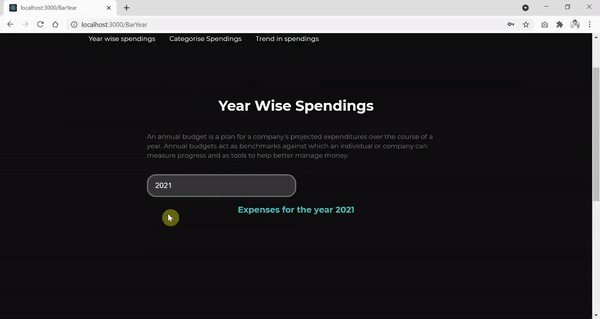 localhost:3000/BarYear
localhost:3000/BarYear
Year wise spendings Categorise Spendings Trend in spendings
Year Wise Spendings
An annual budget is a plan for a company's projected expenditures over the course of a
year. Annual budgets act as benchmarks against which an individual or company can
measure progress and as tools to help better manage money.
2021
Expenses for the year 2021